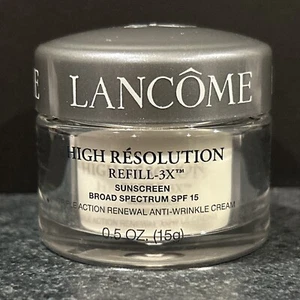 LANCÔME
HIGH RÉSOLUTION
REFILL-3X™
SUNSCREEN
BROAD SPECTRUM SPF 15
ACTION RENEWAL ANTI-WRINKLE CREAM
0.5 OZ. (15g)